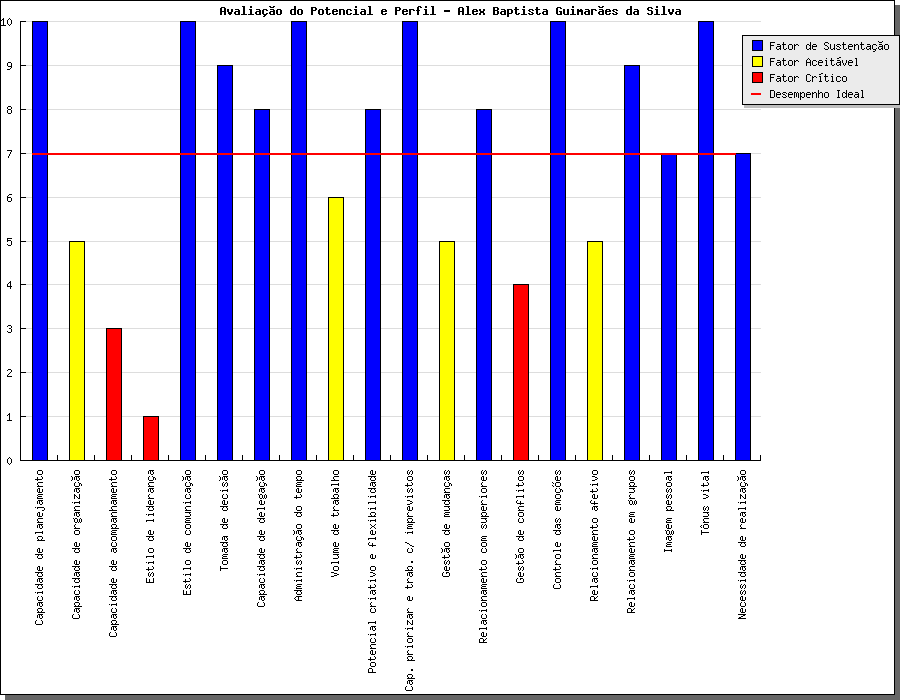 Avaliação do Potencial e Perfil - Alex Baptista Guimarães da Silva
10
9
8
7
6
5
4
3
2
1
0
Fator de Sustentação
Fator Aceitável
Fator Crítico
Desempenho Ideal
Capacidade de planejamento
Capacidade de organização
Capacidade de acompanhamento
Estilo de liderança
Estilo de comunicação
Tomada de decisão
Capacidade de delegação
Administração do tempo
Volume de trabalho
Potencial criativo e flexibilidade
Cap. priorizar e trab. c/ imprevistos
Gestão de mudanças
Relacionamento com superiores
Gestão de conflitos
Controle das emoções
Relacionamento afetivo
Relacionamento em grupos
Imagem pessoal
Tônus vital
Necessidade de realização